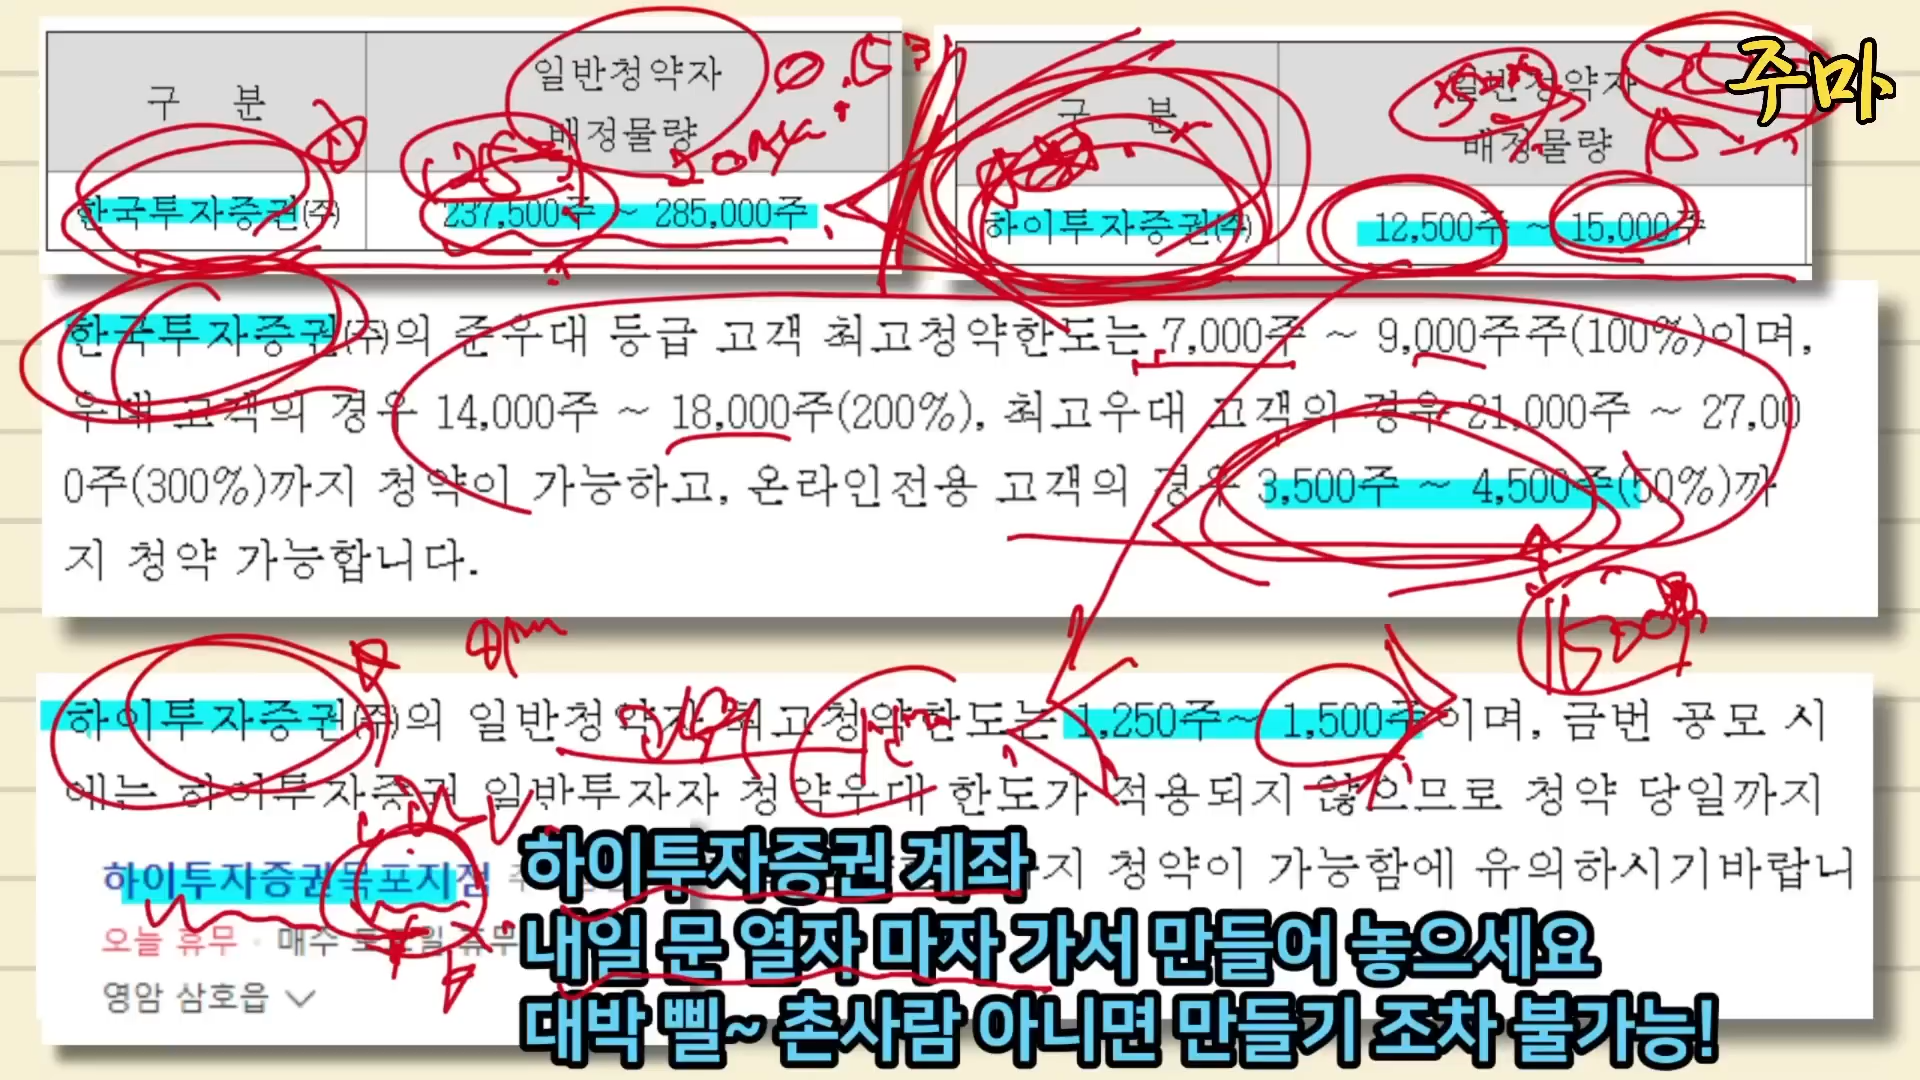 구 분
일반청약자
배정물량
한국투자증권(주)
237,500주 ~ 285,000주
구 분
일반청약자
배정물량
하이투자증권(주)
12,500주 ~ 15,000주
주마
한국투자증권(주)의 준우대 등급 고객 최고청약한도는 7,000주 ~ 9,000주주(100%)이며,
우대 고객의 경우 14,000주 ~ 18,000주(200%), 최고우대 고객의 경우 21,000주 ~ 27,00
0주(300%)까지 청약이 가능하고, 온라인전용 고객의 경우 3,500주 ~ 4,500주(50%)까
지 청약 가능합니다.
하이투자증권(주)의 일반청약자 최고청약한도는 1,250주~ 1,500주이며, 금번 공모 시
에는 하이투자증권 일반투자자 청약우대 한도가 적용되지 않으므로 청약 당일까지
지 청약이 가능함에 유의하시기바랍니
하이투자증권목포지점
오늘 휴무 · 매주 토요일 휴무
영암 삼호읍
하이투자증권 계좌
내일 문 열자 마자 가서 만들어 놓으세요
대박 삘~ 촌사람 아니면 만들기 조차 불가능!